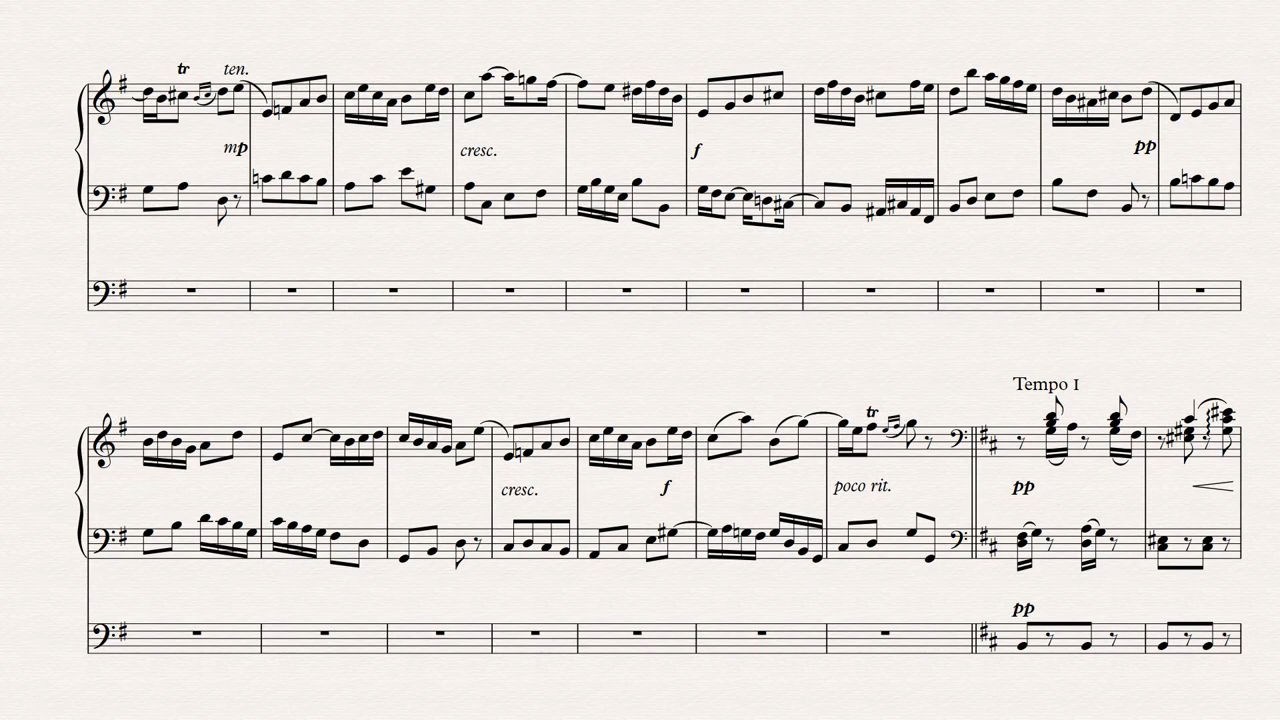 tr ten.
mp cresc. f pp
Tempo I
tr
cresc. f poco rit. pp
pp